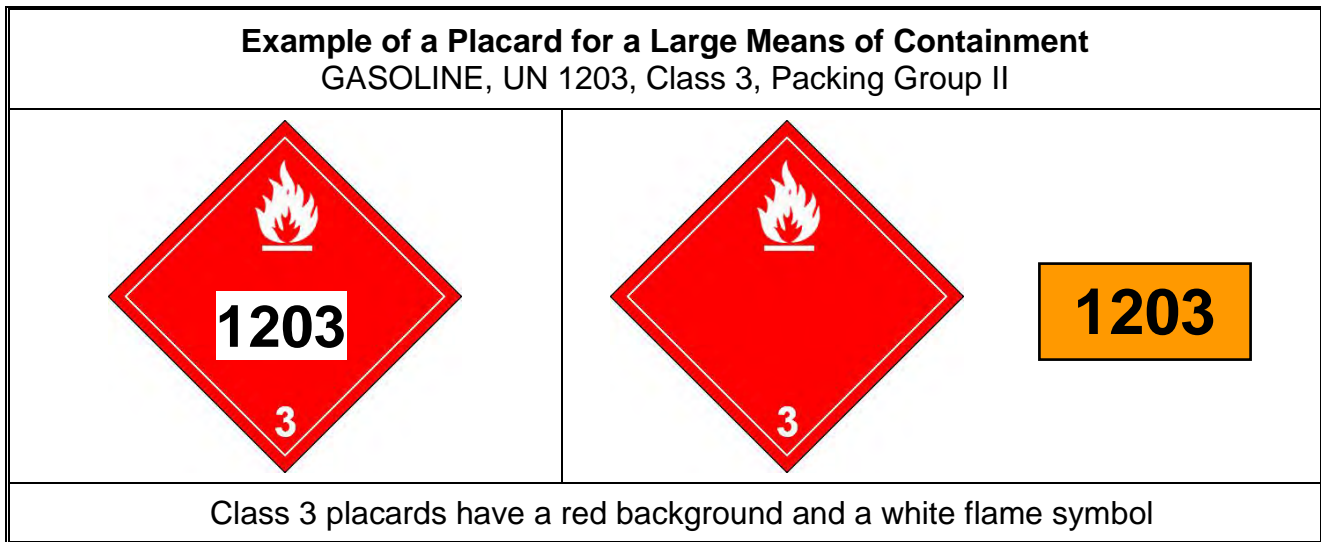 Example of a Placard for a Large Means of Containment
GASOLINE, UN 1203, Class 3, Packing Group II
1203
3
3
1203
Class 3 placards have a red background and a white flame symbol